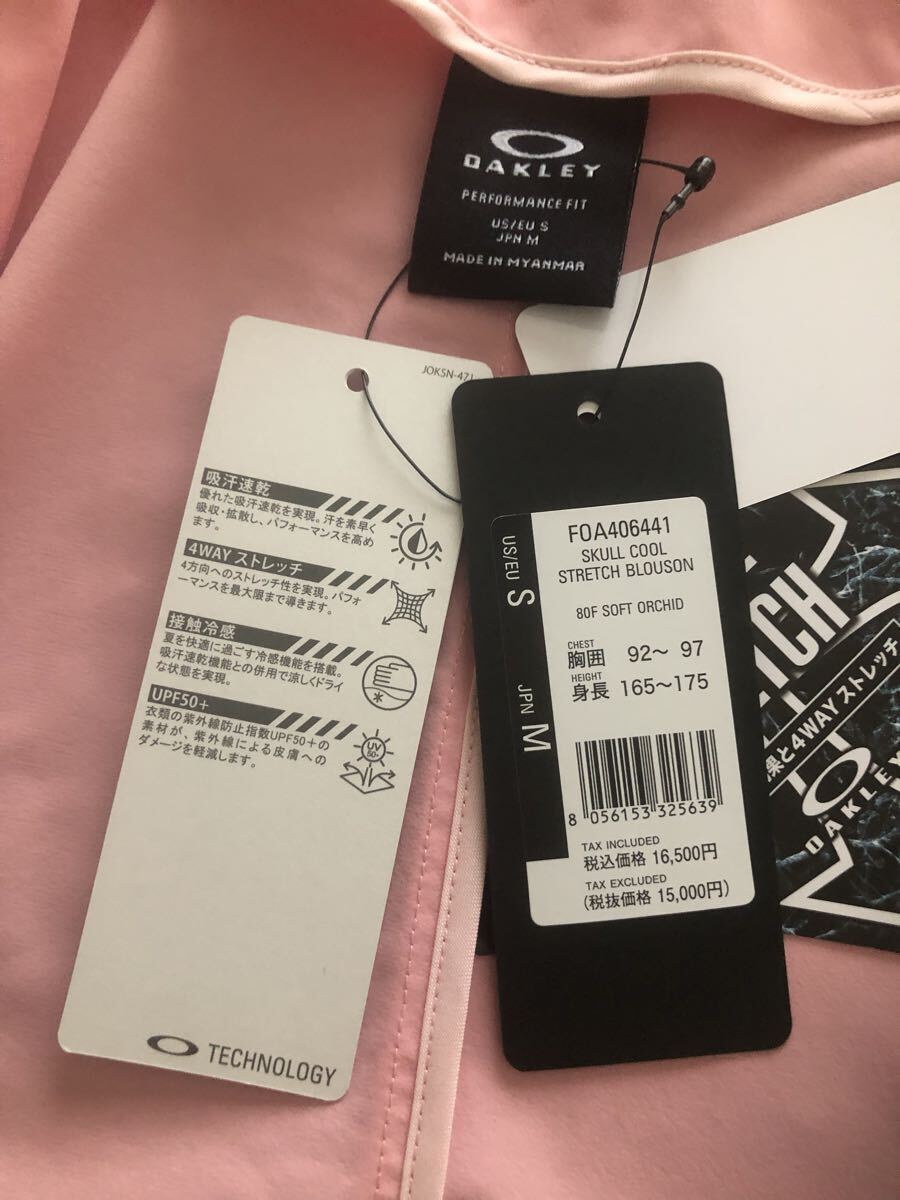 OAKLEY
PERFORMANCE FIT
US/EU S
JPN M
MADE IN MYANMAR
JOKSN-471
吸汗速乾
優れた吸汗速乾を実現。汗を素早く
吸収・拡散し、パフォーマンスを高め
ます。
4WAY ストレッチ
4方向へのストレッチ性を実現。パフォ
ーマンスを最大限まで導きます。
接触冷感
夏を快適に過ごす冷感機能を搭載。
吸汗速乾機能との併用で涼しくドライ
な状態を実現。
UPF50+
衣類の紫外線防止指数UPF50+の
素材が、紫外線による皮膚への
ダメージを軽減します。
UV
50+
TECHNOLOGY
US/EU S
JPN M
FOA406441
SKULL COOL
STRETCH BLOUSON
80F SOFT ORCHID
CHEST
胸囲 92～ 97
HEIGHT
身長 165～175
8 056153 325639
TAX INCLUDED
税込価格 16,500円
TAX EXCLUDED
(税抜価格 15,000円)
TCH
燥と4WAYストレッチ
OAKLEY